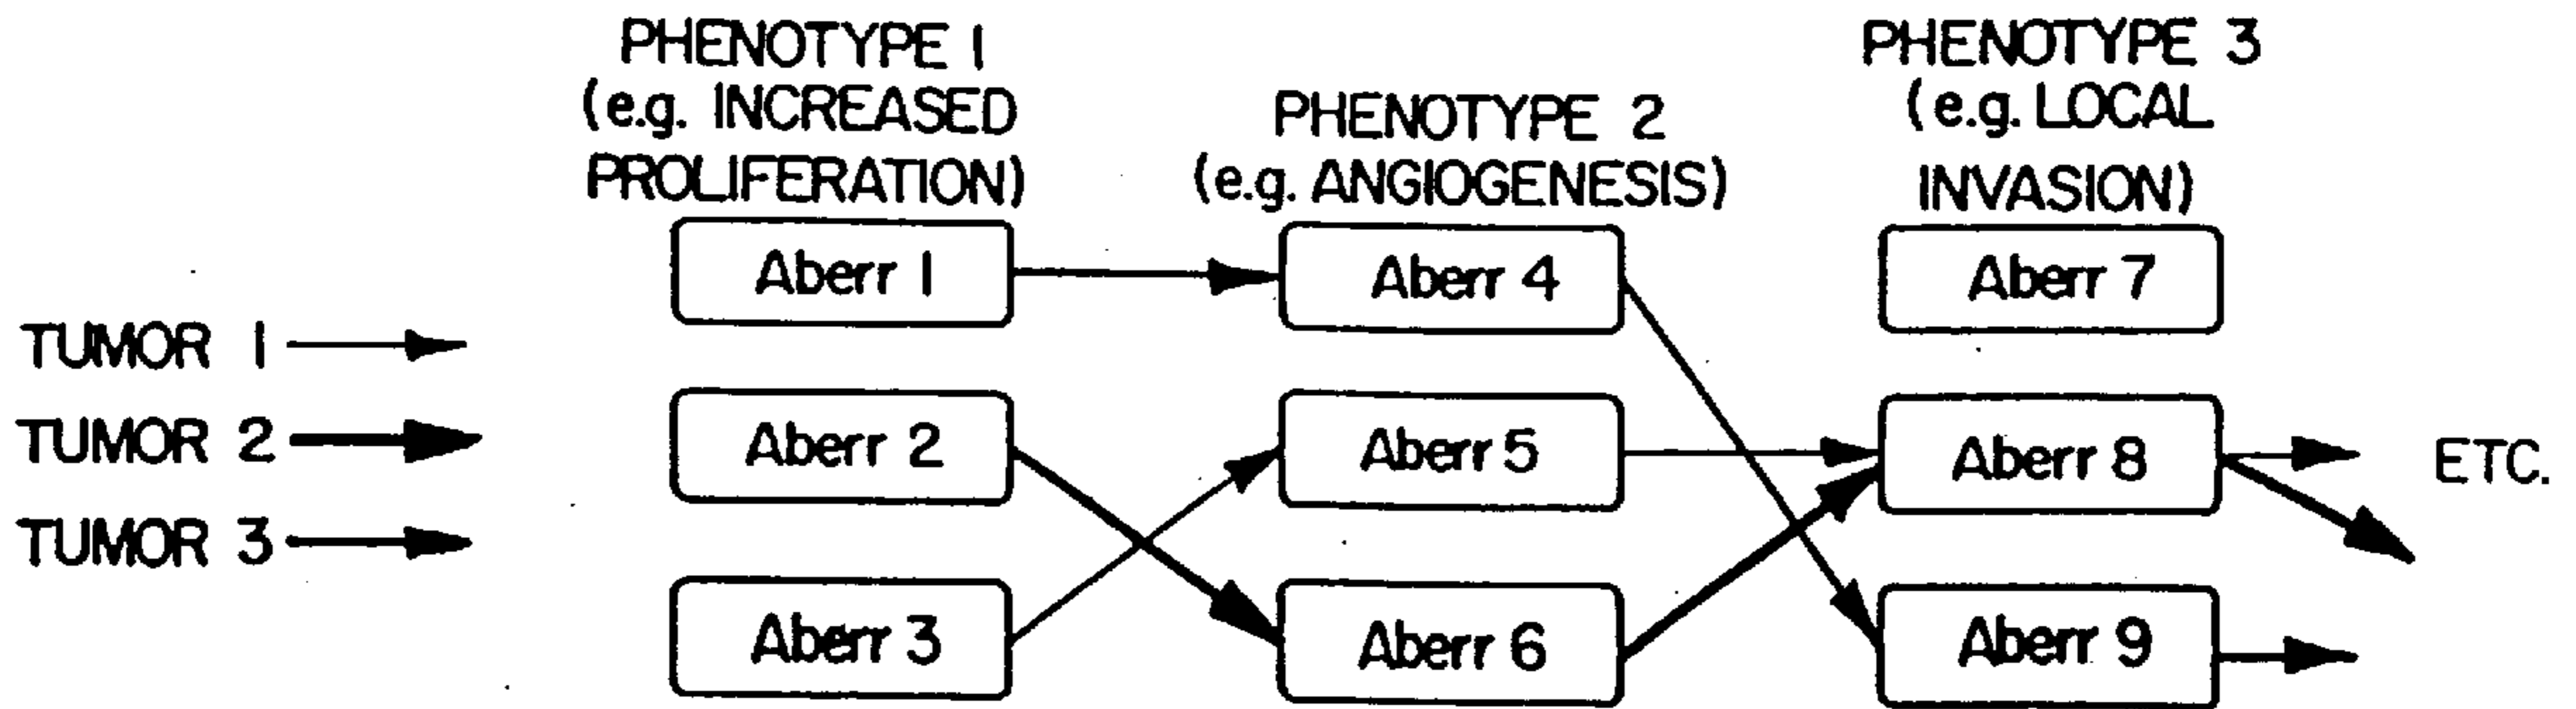 PHENOTYPE 1
(e.g. INCREASED
PROLIFERATION)
PHENOTYPE 2
(e.g. ANGIOGENESIS)
PHENOTYPE 3
(e.g. LOCAL
INVASION)
TUMOR 1
TUMOR 2
TUMOR 3
Aberr 1
Aberr 4
Aberr 7
Aberr 2
Aberr 5
Aberr 8
ETC.
Aberr 3
Aberr 6
Aberr 9